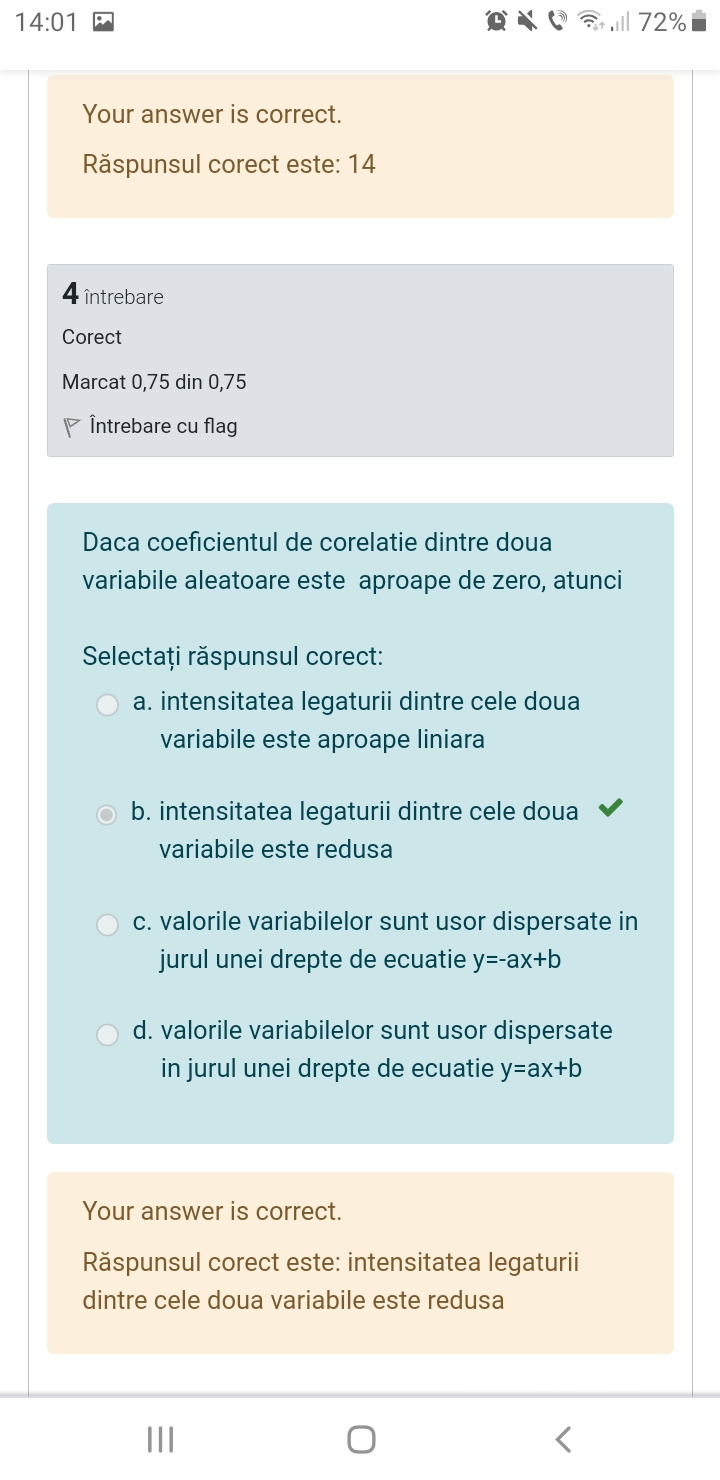 14:01 72%
Your answer is correct.
Răspunsul corect este: 14
4 întrebare
Corect
Marcat 0,75 din 0,75
Întrebare cu flag
Daca coeficientul de corelatie dintre doua
variabile aleatoare este aproape de zero, atunci
Selectați răspunsul corect:
a. intensitatea legaturii dintre cele doua
variabile este aproape liniara
b. intensitatea legaturii dintre cele doua
variabile este redusa
c. valorile variabilelor sunt usor dispersate in
jurul unei drepte de ecuatie y=-ax+b
d. valorile variabilelor sunt usor dispersate
in jurul unei drepte de ecuatie y=ax+b
Your answer is correct.
Răspunsul corect este: intensitatea legaturii
dintre cele doua variabile este redusa